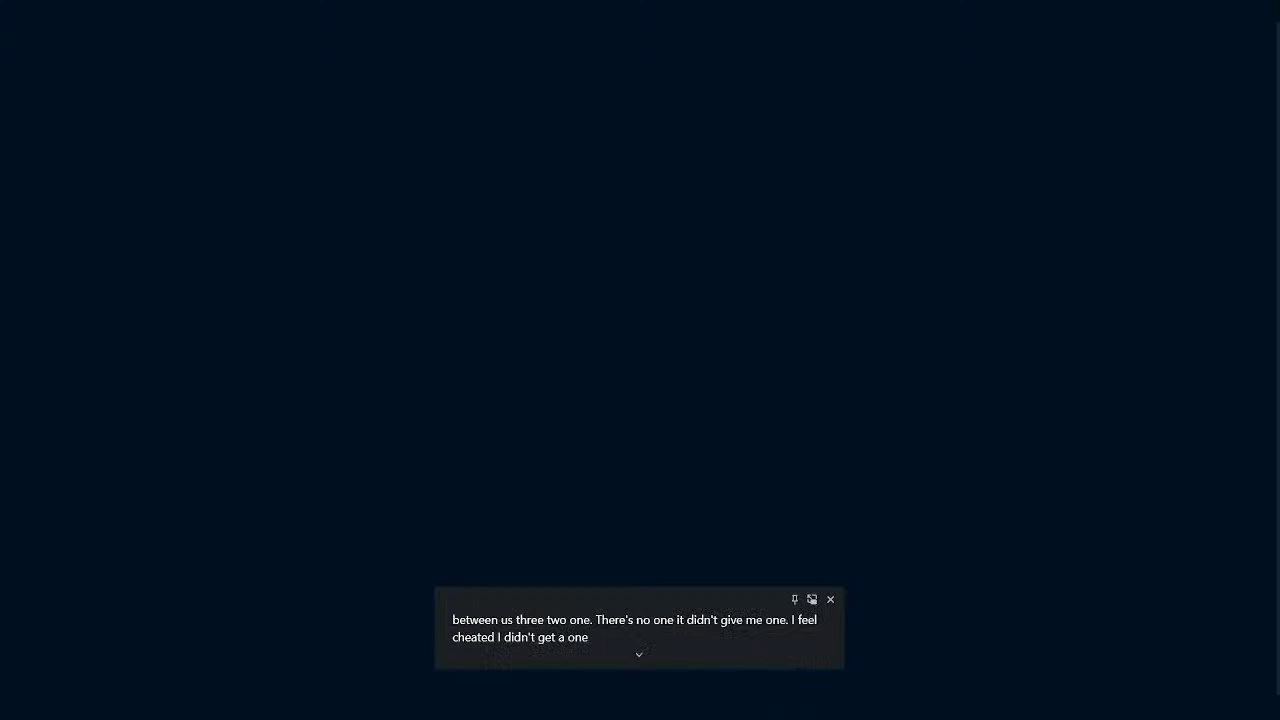 between us three two one. There's no one it didn't give me one. I feel
cheated I didn't get a one